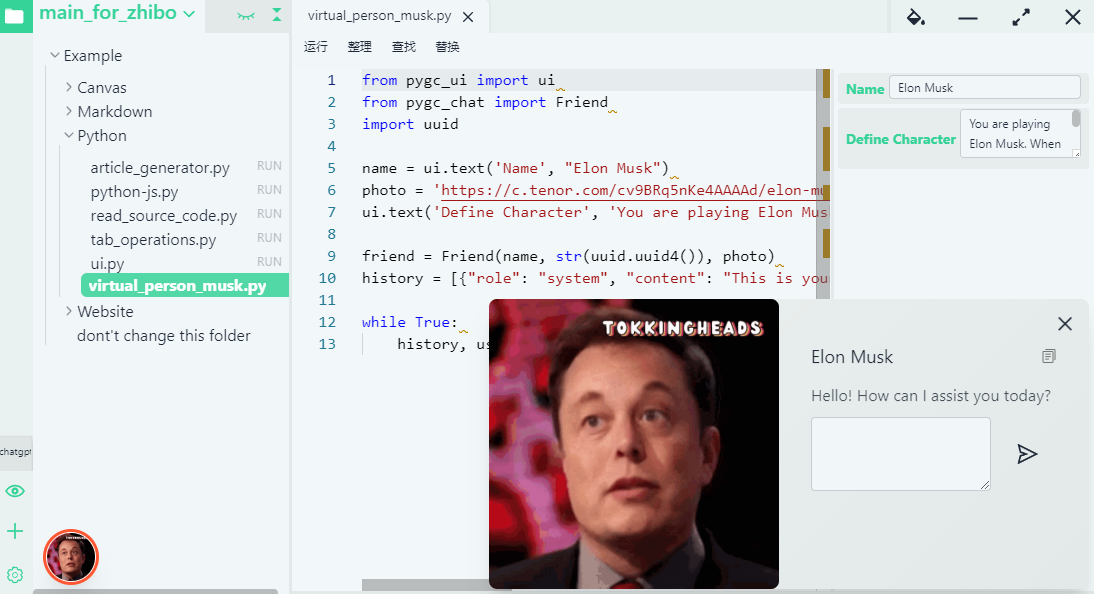 main_for_zhibo
virtual_person_musk.py
Example
Canvas
Markdown
Python
article_generator.py RUN
python-js.py RUN
read_source_code.py RUN
tab_operations.py RUN
ui.py RUN
virtual_person_musk.py
Website
dont't change this folder
chatgpt
运行 整理 查找 替换
1 from pygc_ui import ui
2 from pygc_chat import Friend
3 import uuid
4
5 name = ui.text('Name', "Elon Musk")
6 photo = 'https://c.tenor.com/cv9BRq5nKe4AAAAd/elon-mu
7 ui.text('Define Character', 'You are playing Elon Mus
8
9 friend = Friend(name, str(uuid.uuid4()), photo)
10 history = [{"role": "system", "content": "This is you
11
12 while True:
13 history, us
Name Elon Musk
Define Character You are playing
Elon Musk. When
TOKKINGHEADS
Elon Musk
Hello! How can I assist you today?